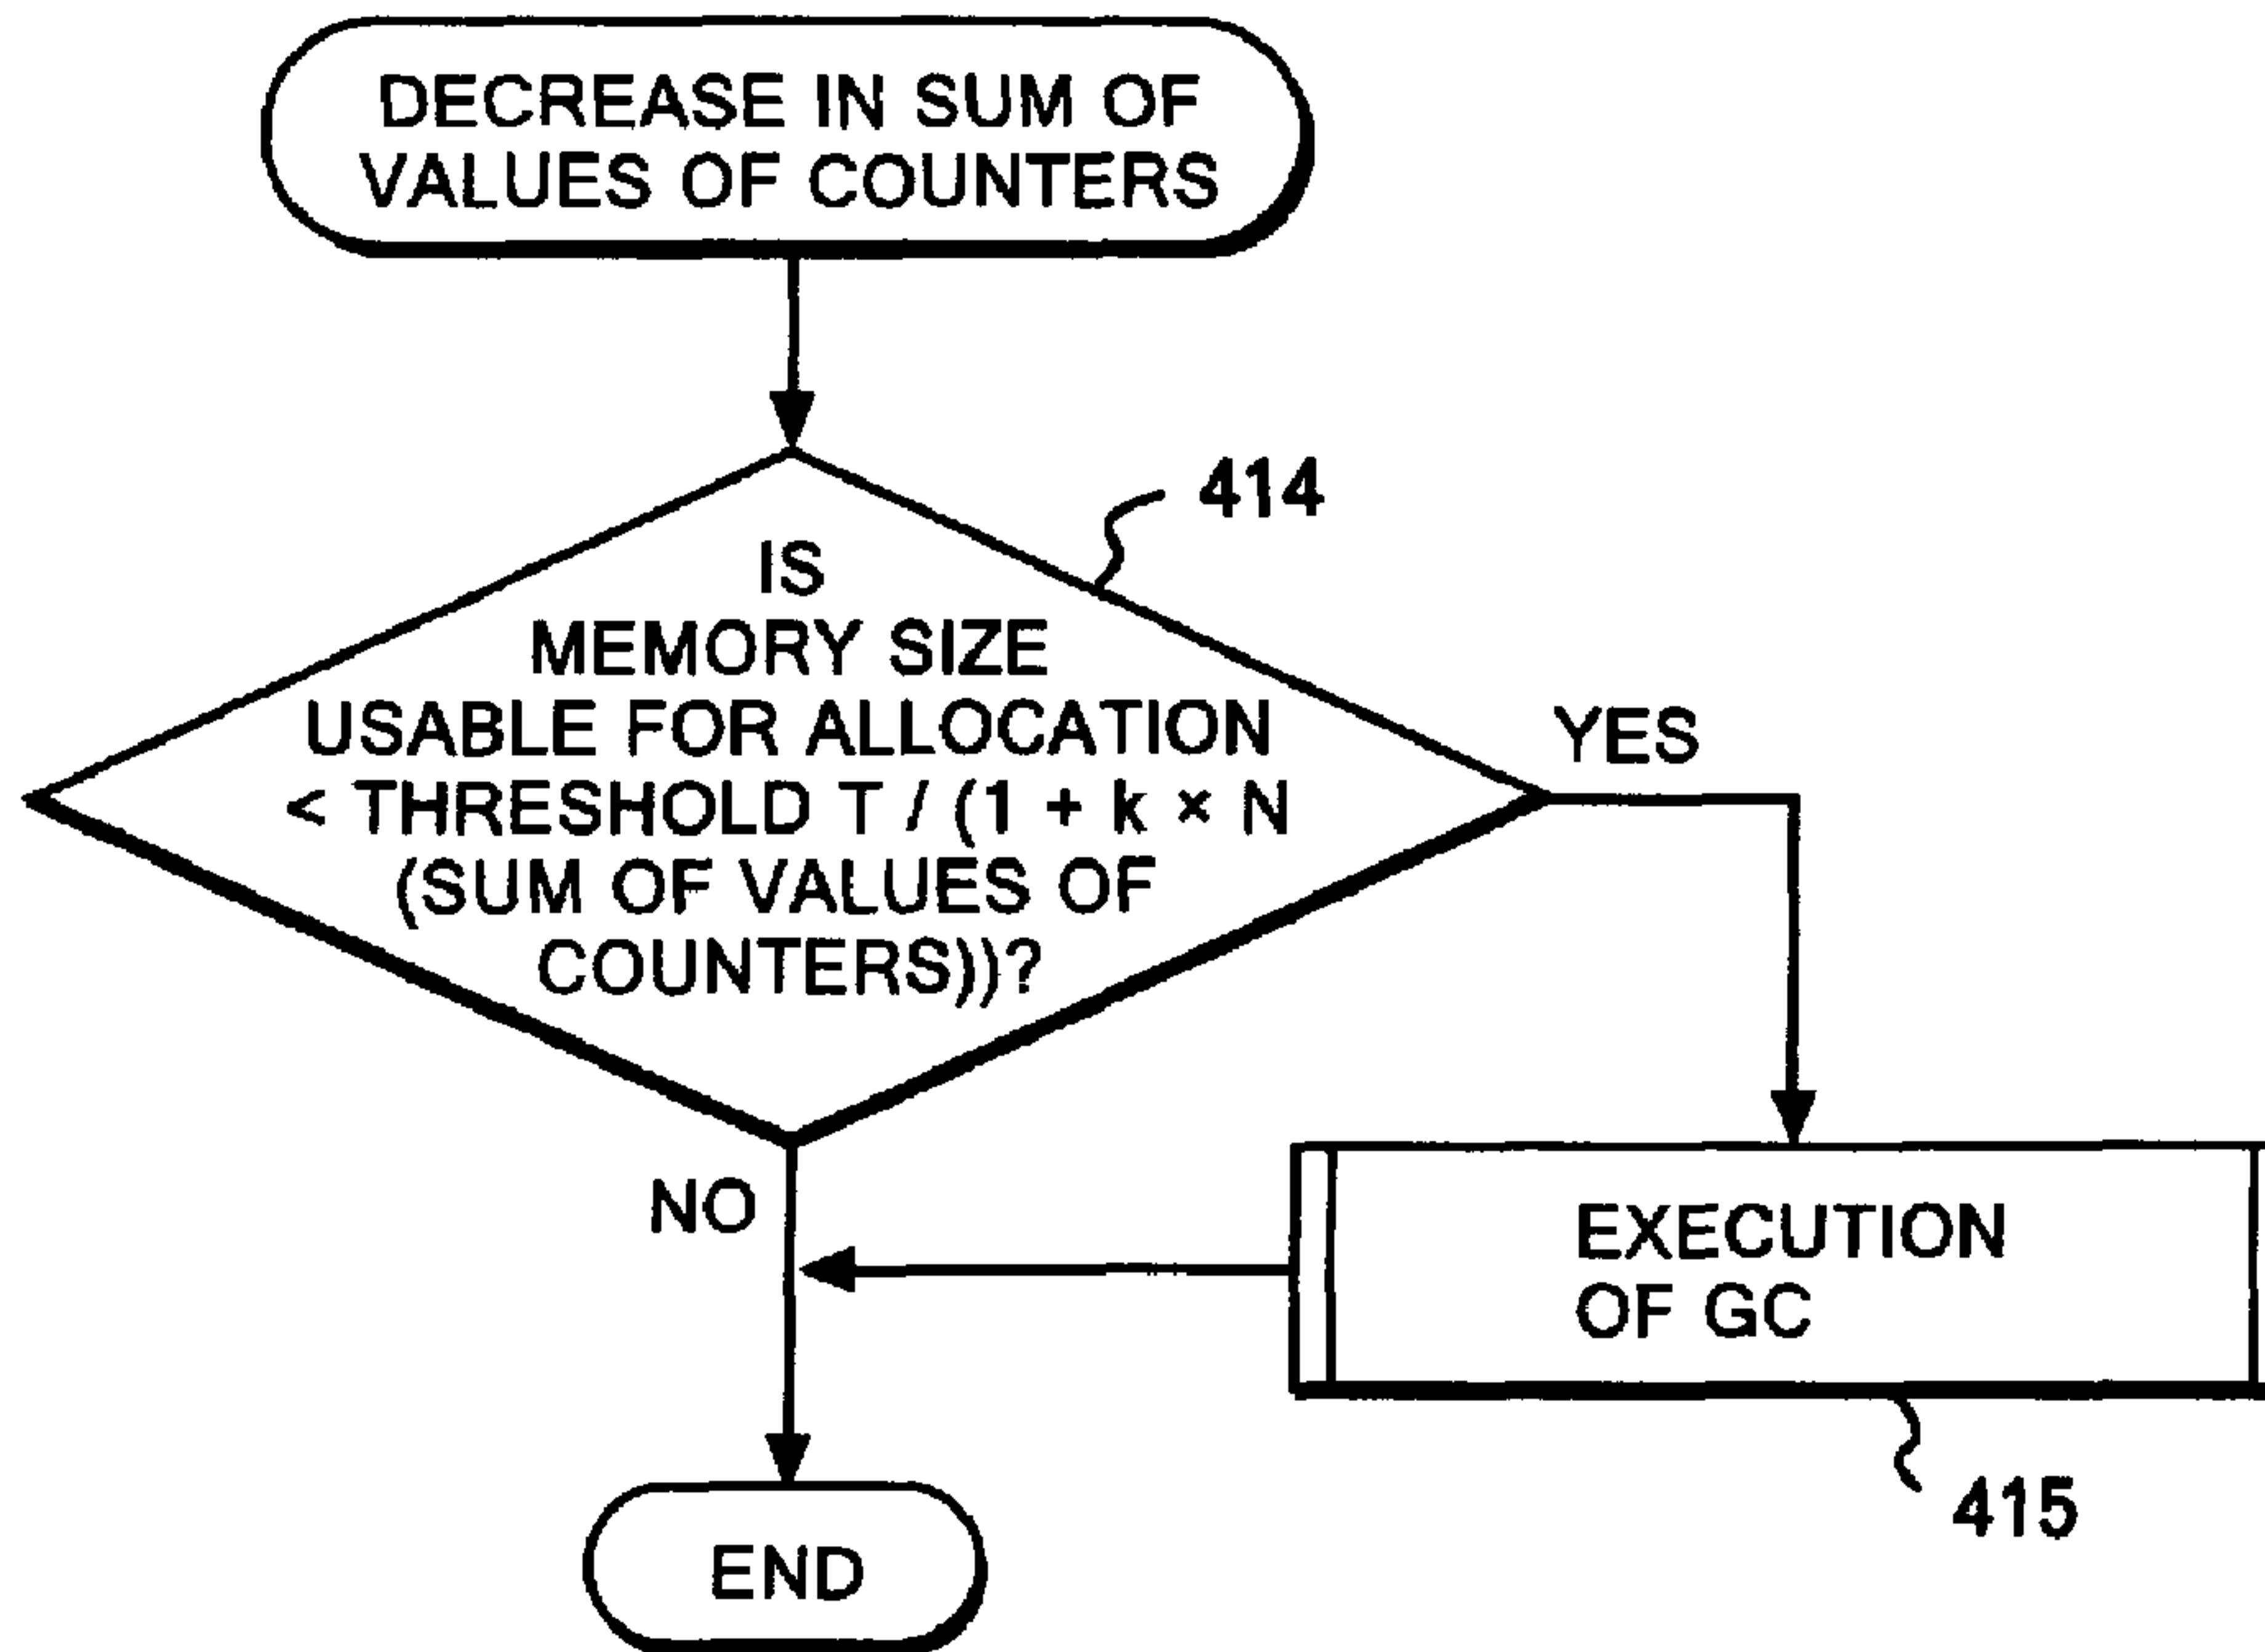 DECREASE IN SUM OF
VALUES OF COUNTERS
414
IS
MEMORY SIZE
USABLE FOR ALLOCATION
< THRESHOLD T / (1 + k × N
(SUM OF VALUES OF
COUNTERS))?
YES
NO
EXECUTION
OF GC
415
END